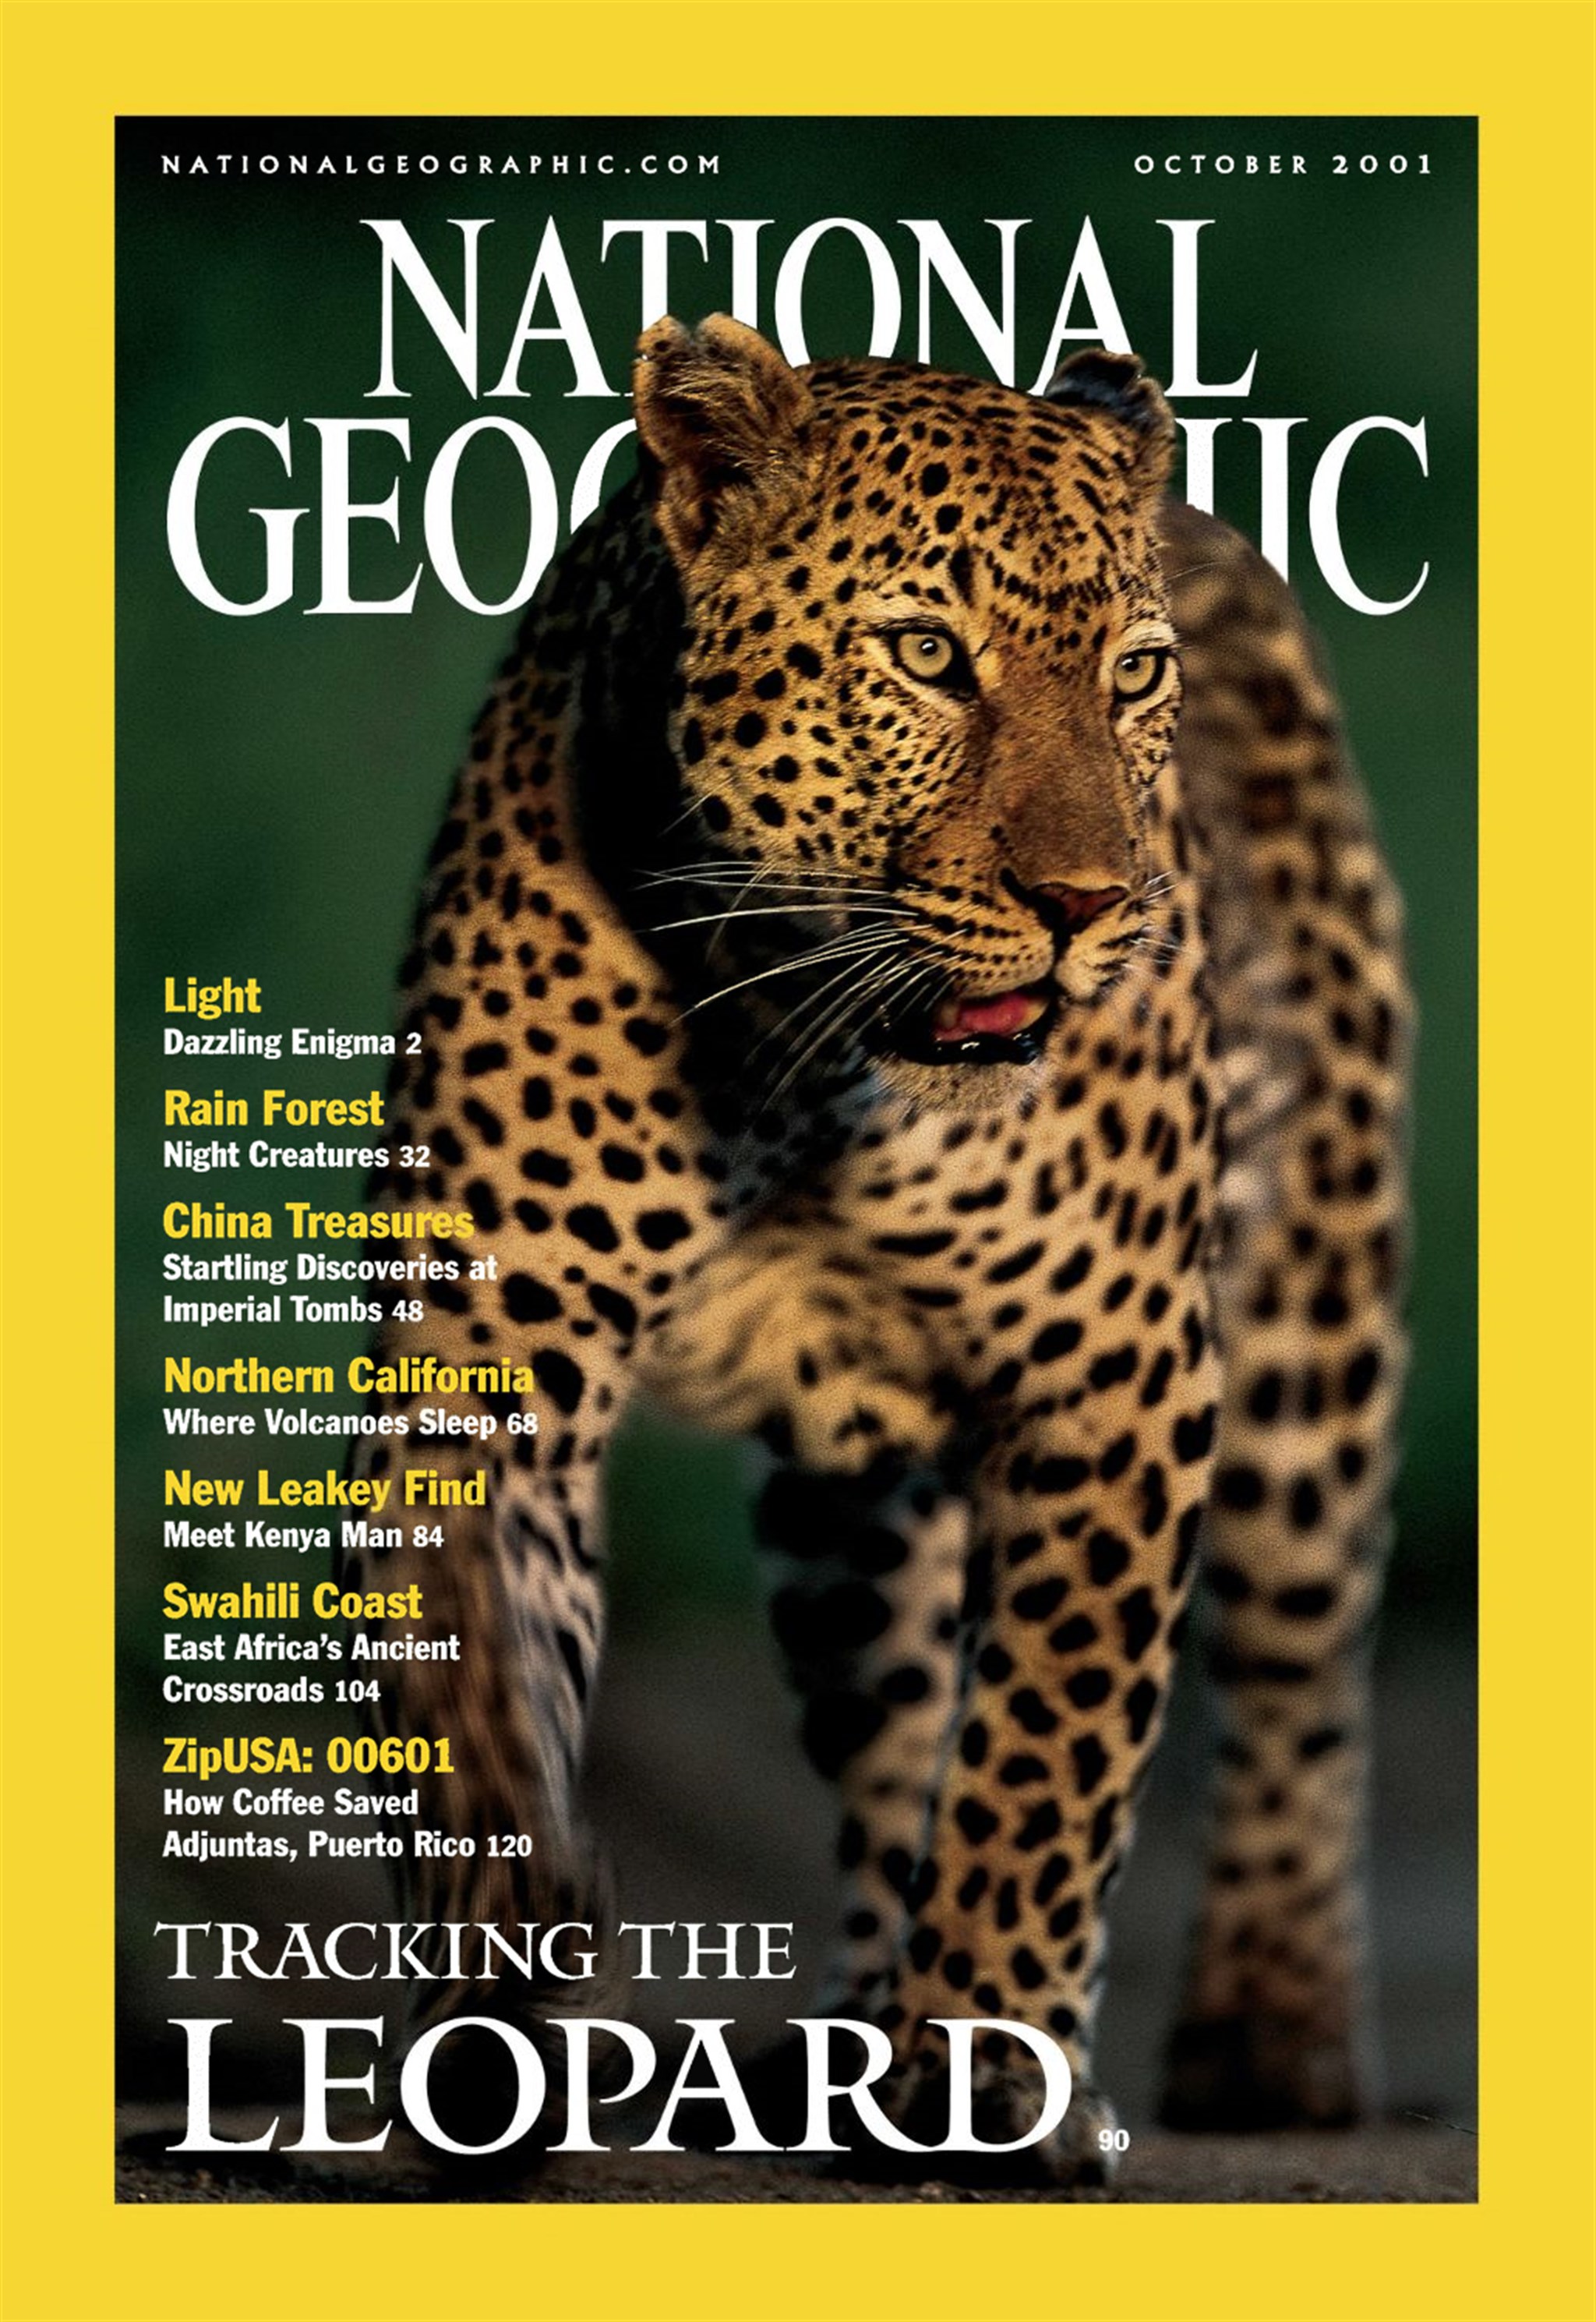 NATIONALGEOGRAPHIC.COM OCTOBER 2001
NATIONAL
GEOGRAPHIC
Light
Dazzling Enigma 2
Rain Forest
Night Creatures 32
China Treasures
Startling Discoveries at
Imperial Tombs 48
Northern California
Where Volcanoes Sleep 68
New Leakey Find
Meet Kenya Man 84
Swahili Coast
East Africa's Ancient
Crossroads 104
ZipUSA: 00601
How Coffee Saved
Adjuntas, Puerto Rico 120
TRACKING THE
LEOPARD 90